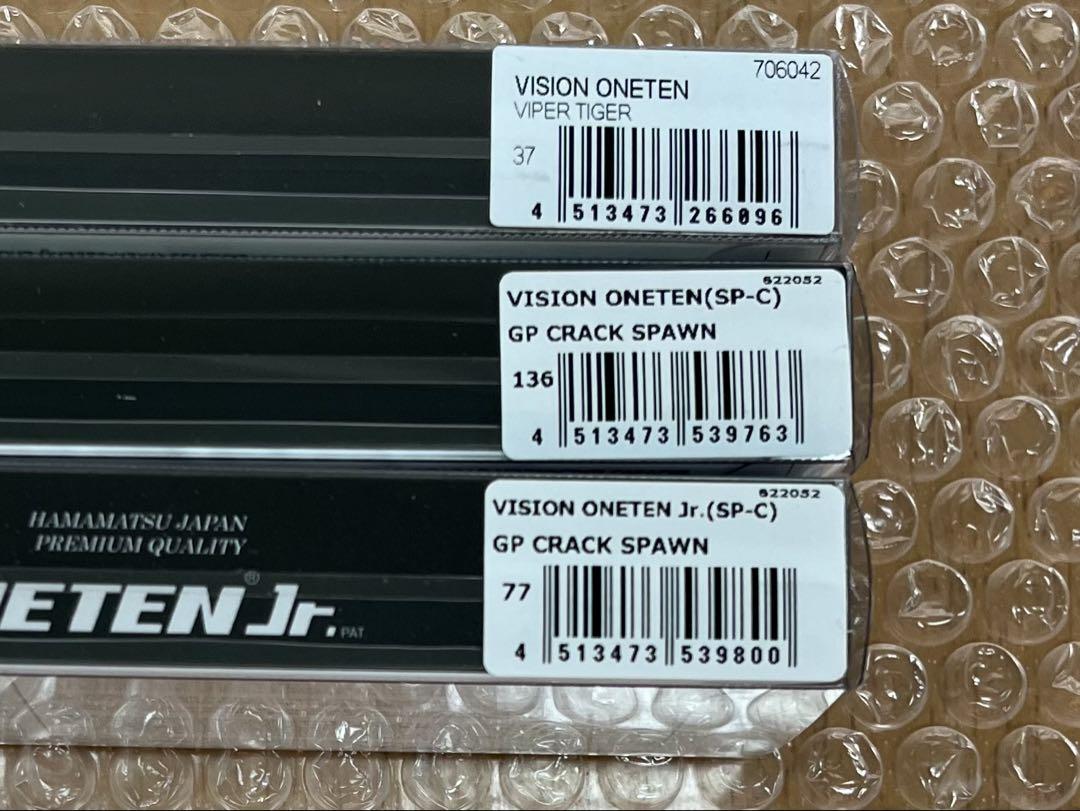 706042
VISION ONETEN
VIPER TIGER
37
4 513473 266096
622052
VISION ONETEN(SP-C)
GP CRACK SPAWN
136
4 513473 539763
HAMAMATSU JAPAN
PREMIUM QUALITY
ETEN® Jr. PAT
622052
VISION ONETEN Jr.(SP-C)
GP CRACK SPAWN
77
4 513473 539800